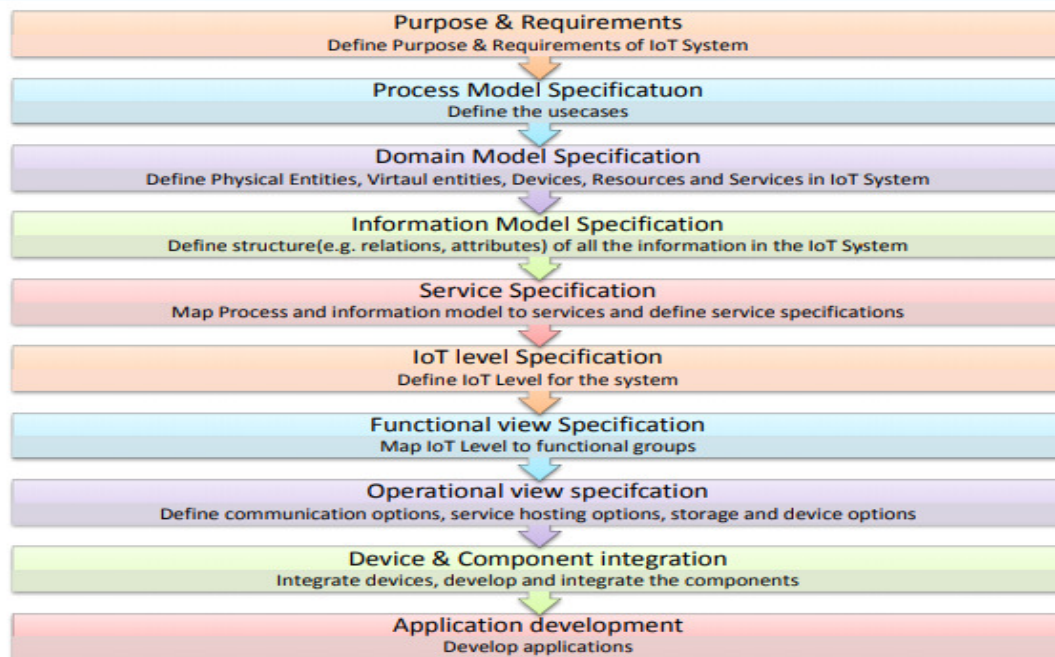 Purpose & Requirements
Define Purpose & Requirements of IoT System
Process Model Specificatuon
Define the usecases
Domain Model Specification
Define Physical Entities, Virtaul entities, Devices, Resources and Services in IoT System
Information Model Specification
Define structure(e.g. relations, attributes) of all the information in the IoT System
Service Specification
Map Process and information model to services and define service specifications
IoT level Specification
Define IoT Level for the system
Functional view Specification
Map IoT Level to functional groups
Operational view specifcation
Define communication options, service hosting options, storage and device options
Device & Component integration
Integrate devices, develop and integrate the components
Application development
Develop applications